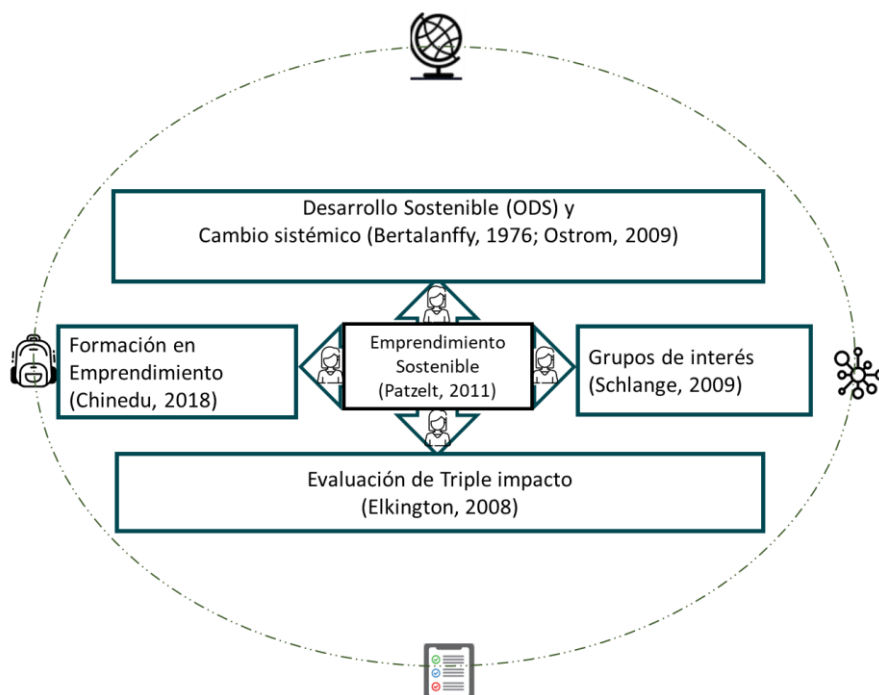 Desarrollo Sostenible (ODS) y
Cambio sistémico (Bertalanffy, 1976; Ostrom, 2009)
Formación en
Emprendimiento
(Chinedu, 2018)
Emprendimiento
Sostenible
(Patzelt, 2011)
Grupos de interés
(Schlange, 2009)
Evaluación de Triple impacto
(Elkington, 2008)